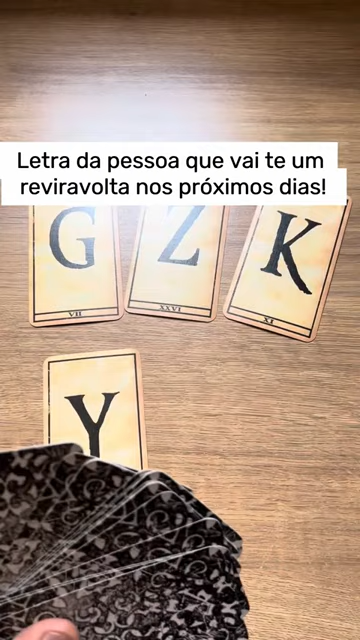 Letra da pessoa que vai te um
reviravolta nos próximos dias!
G Z K
VII XXVI XI
Y